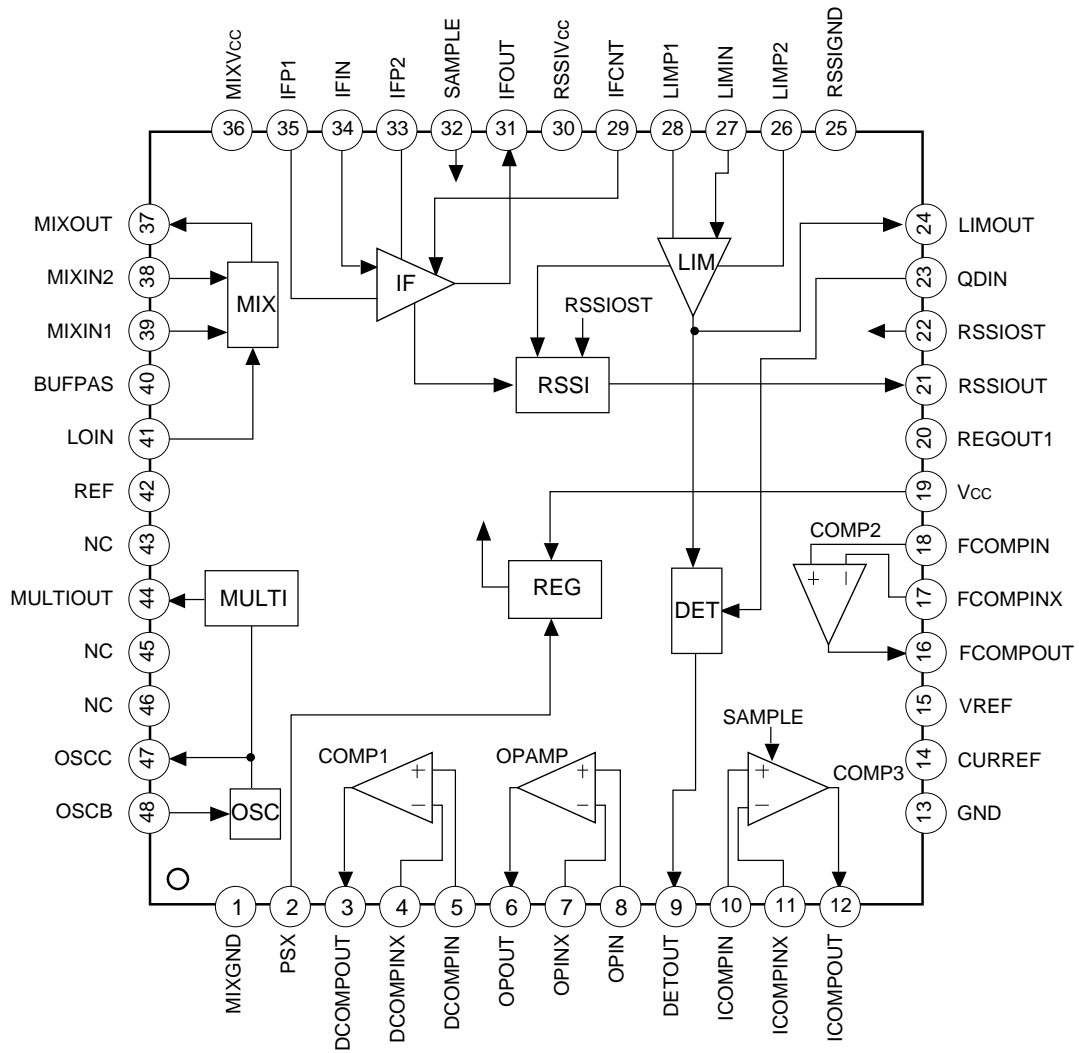 MIXVCC
IFP1
IFIN
IFP2
SAMPLE
IFOUT
RSSIVCC
IFCNT
LIMP1
LIMIN
LIMP2
RSSIGND
36
35
34
33
32
31
30
29
28
27
26
25
MIXOUT
37
24
LIMOUT
MIXIN2
38
MIX
IF
LIM
23
QDIN
MIXIN1
39
RSSIOST
22
RSSIOST
BUFPAS
40
RSSI
21
RSSIOUT
LOIN
41
20
REGOUT1
REF
42
19
VCC
NC
43
COMP2
18
FCOMPIN
+
−
MULTIOUT
44
MULTI
REG
DET
17
FCOMPINX
NC
45
16
FCOMPOUT
NC
46
15
VREF
OSCC
47
COMP1
OPAMP
SAMPLE
COMP3
14
CURREF
+
−
+
−
+
−
OSCB
48
OSC
13
GND
1
2
3
4
5
6
7
8
9
10
11
12
MIXGND
PSX
DCOMPOUT
DCOMPINX
DCOMPIN
OPOUT
OPINX
OPIN
DETOUT
ICOMPIN
ICOMPINX
ICOMPOUT